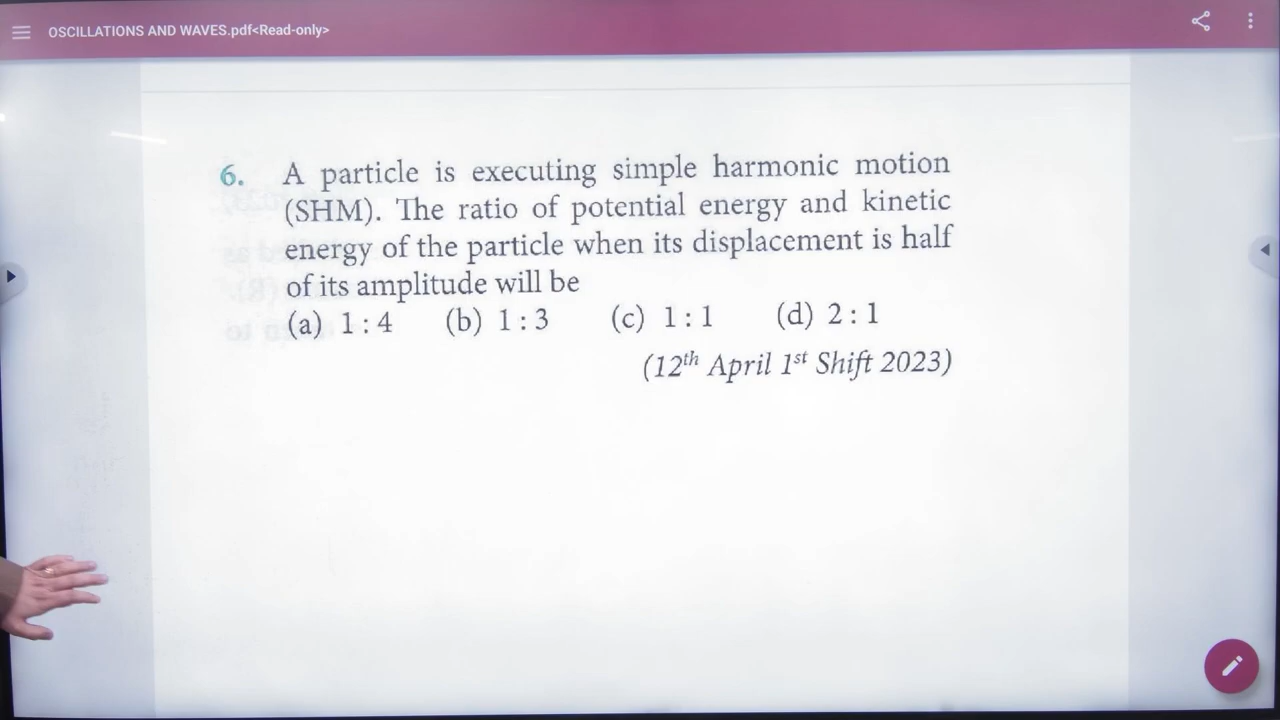 OSCILLATIONS AND WAVES.pdf<Read-only>
6. A particle is executing simple harmonic motion
(SHM). The ratio of potential energy and kinetic
energy of the particle when its displacement is half
of its amplitude will be
(a) 1 : 4 (b) 1 : 3 (c) 1 : 1 (d) 2 : 1
(12th April 1st Shift 2023)